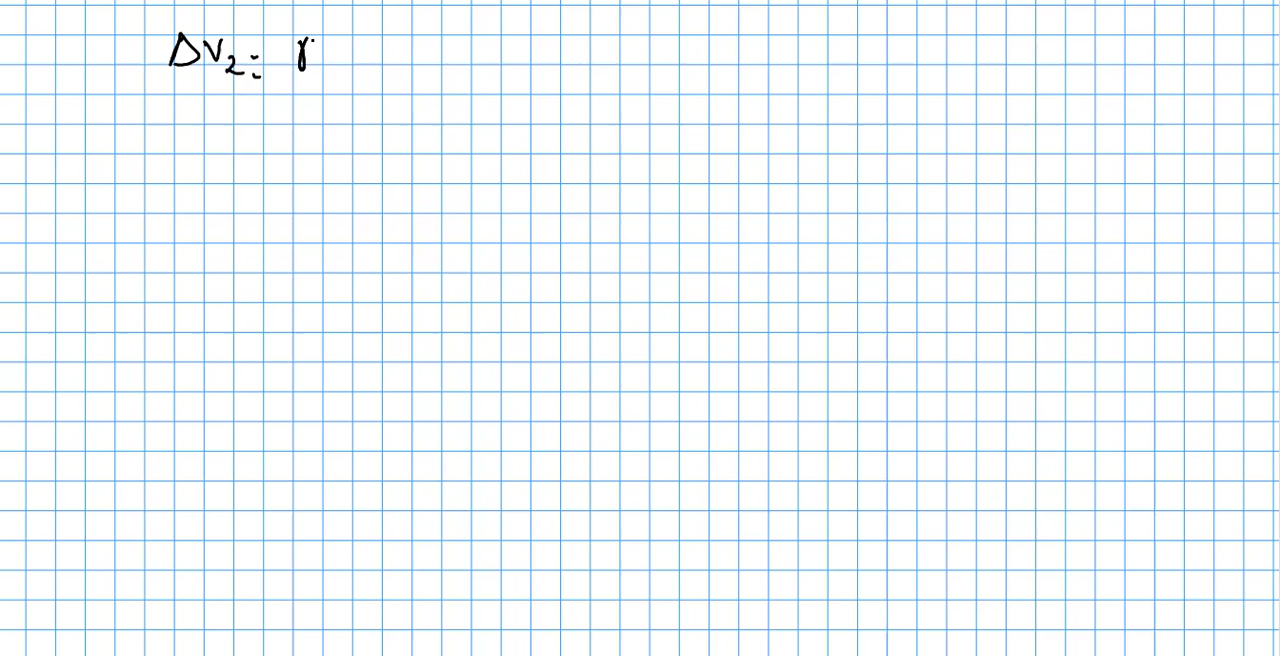 ΔV₂ = γ